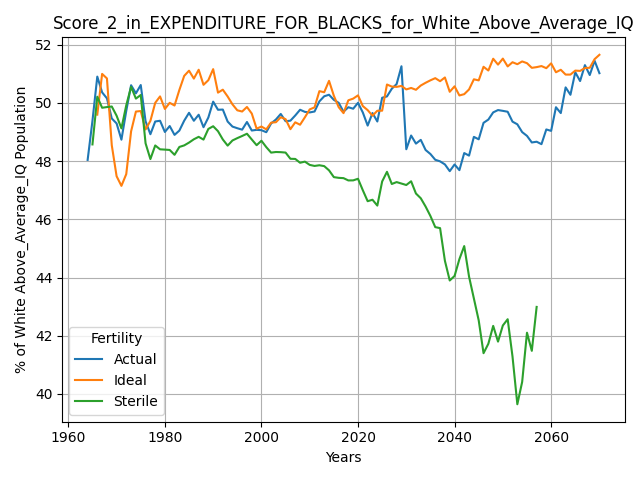 Score_2_in_EXPENDITURE_FOR_BLACKS_for_White_Above_Average_IQ
% of White Above_Average_IQ Population
52
50
48
46
44
42
40
Fertility
Actual
Ideal
Sterile
1960
1980
2000
2020
2040
2060
Years